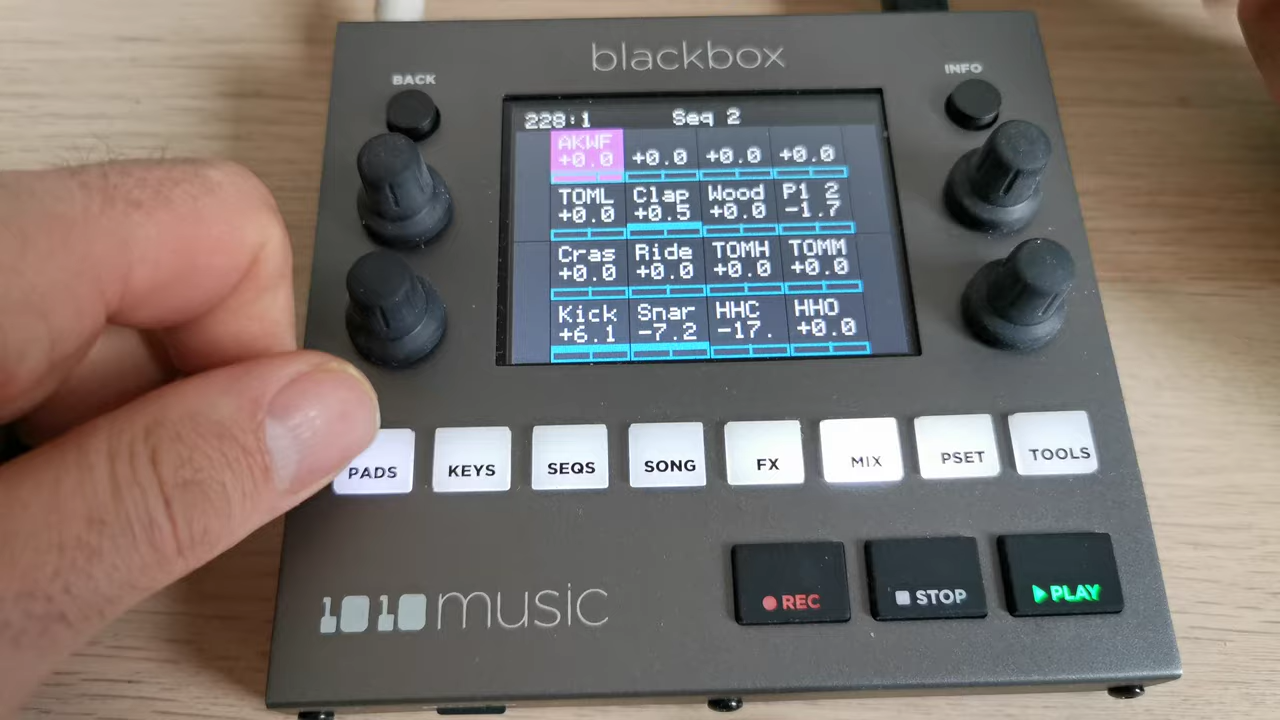 blackbox
BACK
INFO
228:1 Seq 2
AKWF
+0.0 +0.0 +0.0 +0.0
TOML Clap Wood P1 2
+0.0 +0.5 +0.0 -1.7
Cras Ride TOMH TOMM
+0.0 +0.0 +0.0 +0.0
Kick Snar HHC HHO
+6.1 -7.2 -17. +0.0
PADS KEYS SEQS SONG FX MIX PSET TOOLS
REC STOP PLAY
1010music